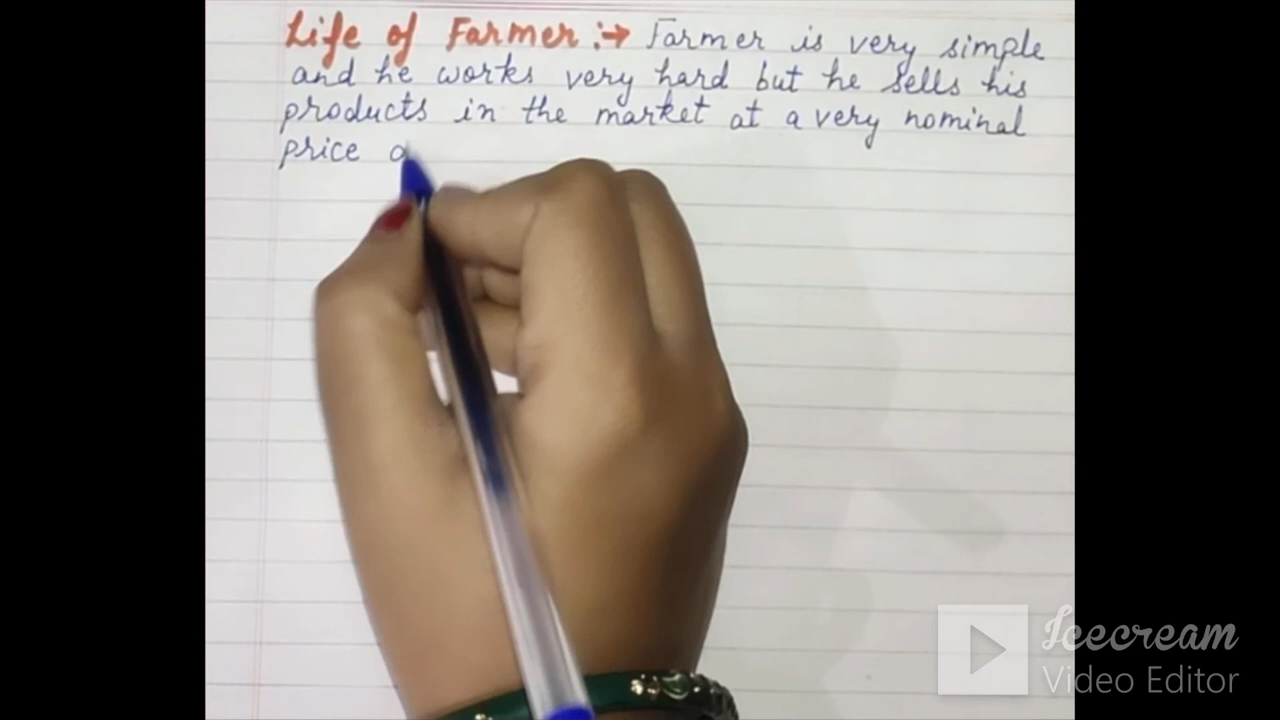 Life of Farmer :→ Farmer is very simple
and he works very hard but he sells his
products in the market at a very nominal
price
Icecream
Video Editor